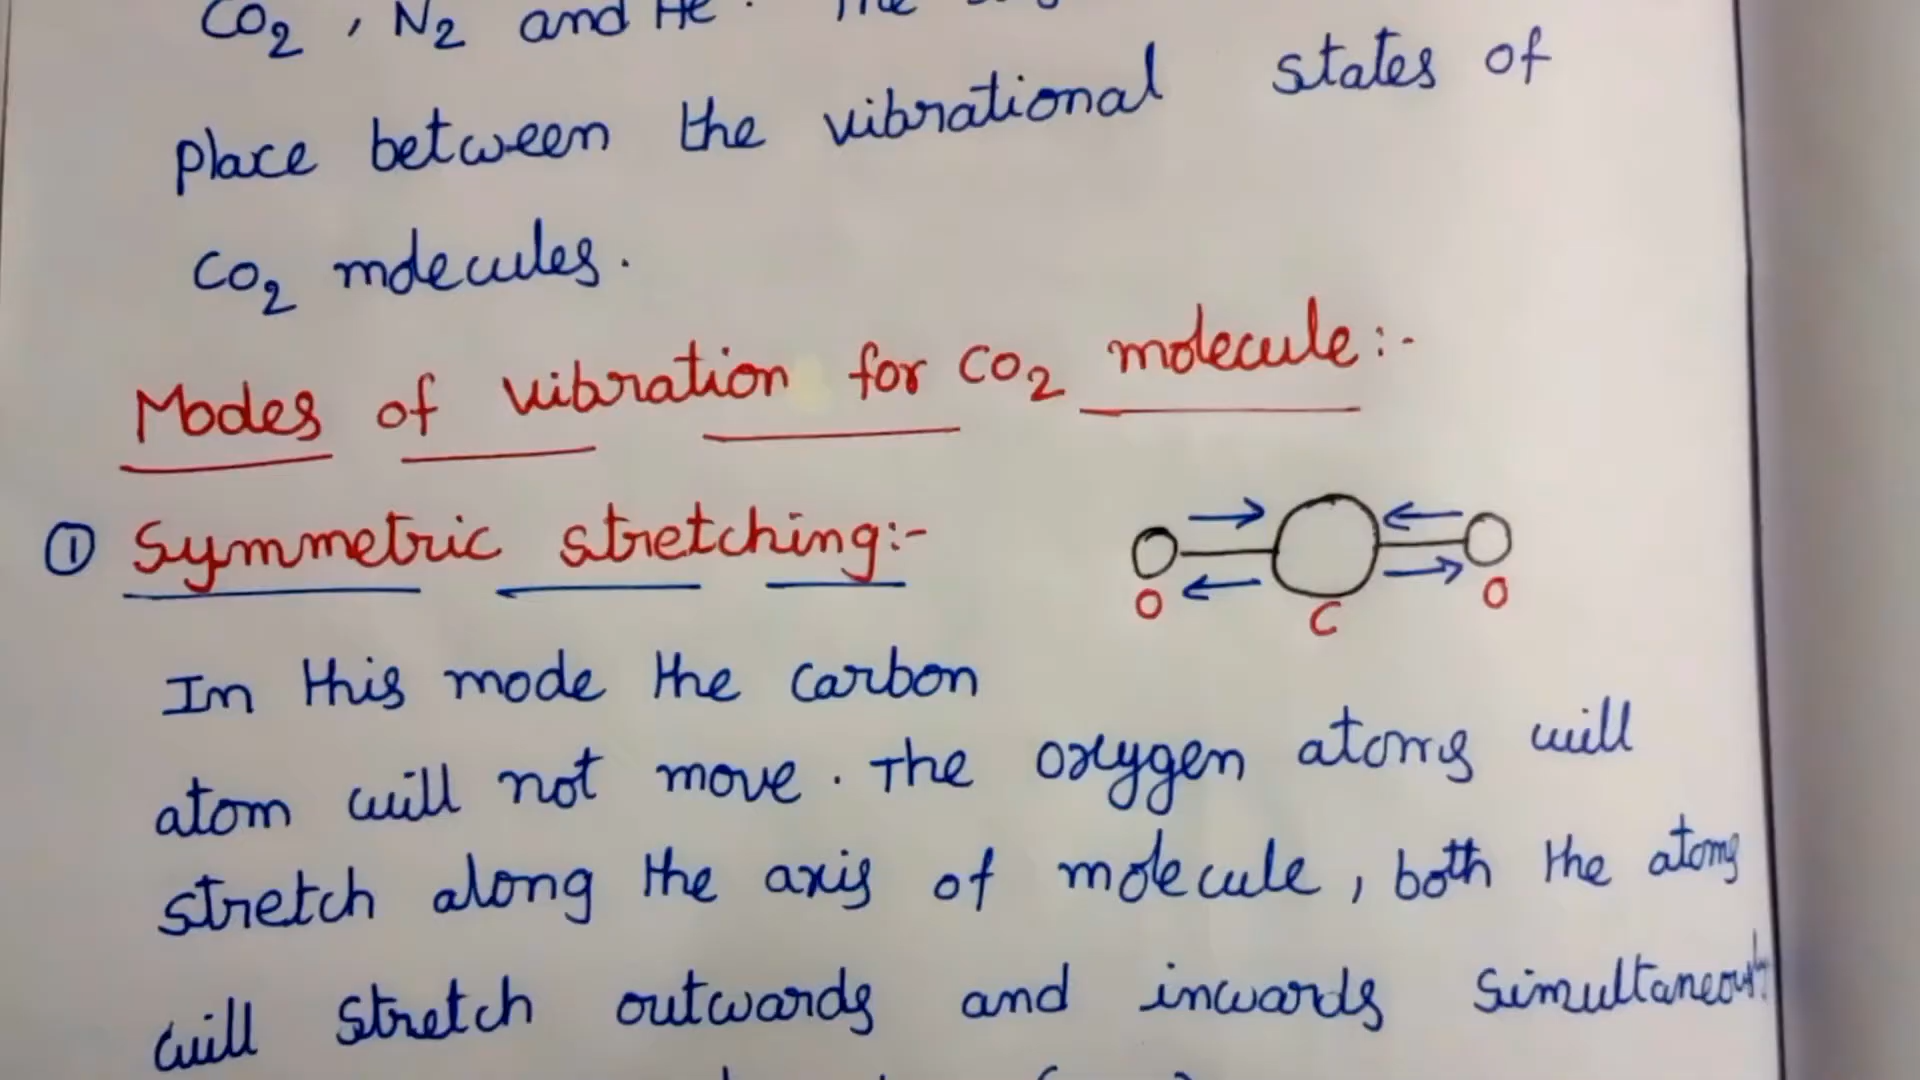 CO2, N2 and He. The
place between the vibrational states of
CO2 molecules.
Modes of vibration for CO2 molecule:-
① Symmetric stretching:-
O C O
In this mode the carbon
atom will not move. The oxygen atoms will
stretch along the axis of molecule, both the atoms
will stretch outwards and inwards simultaneously